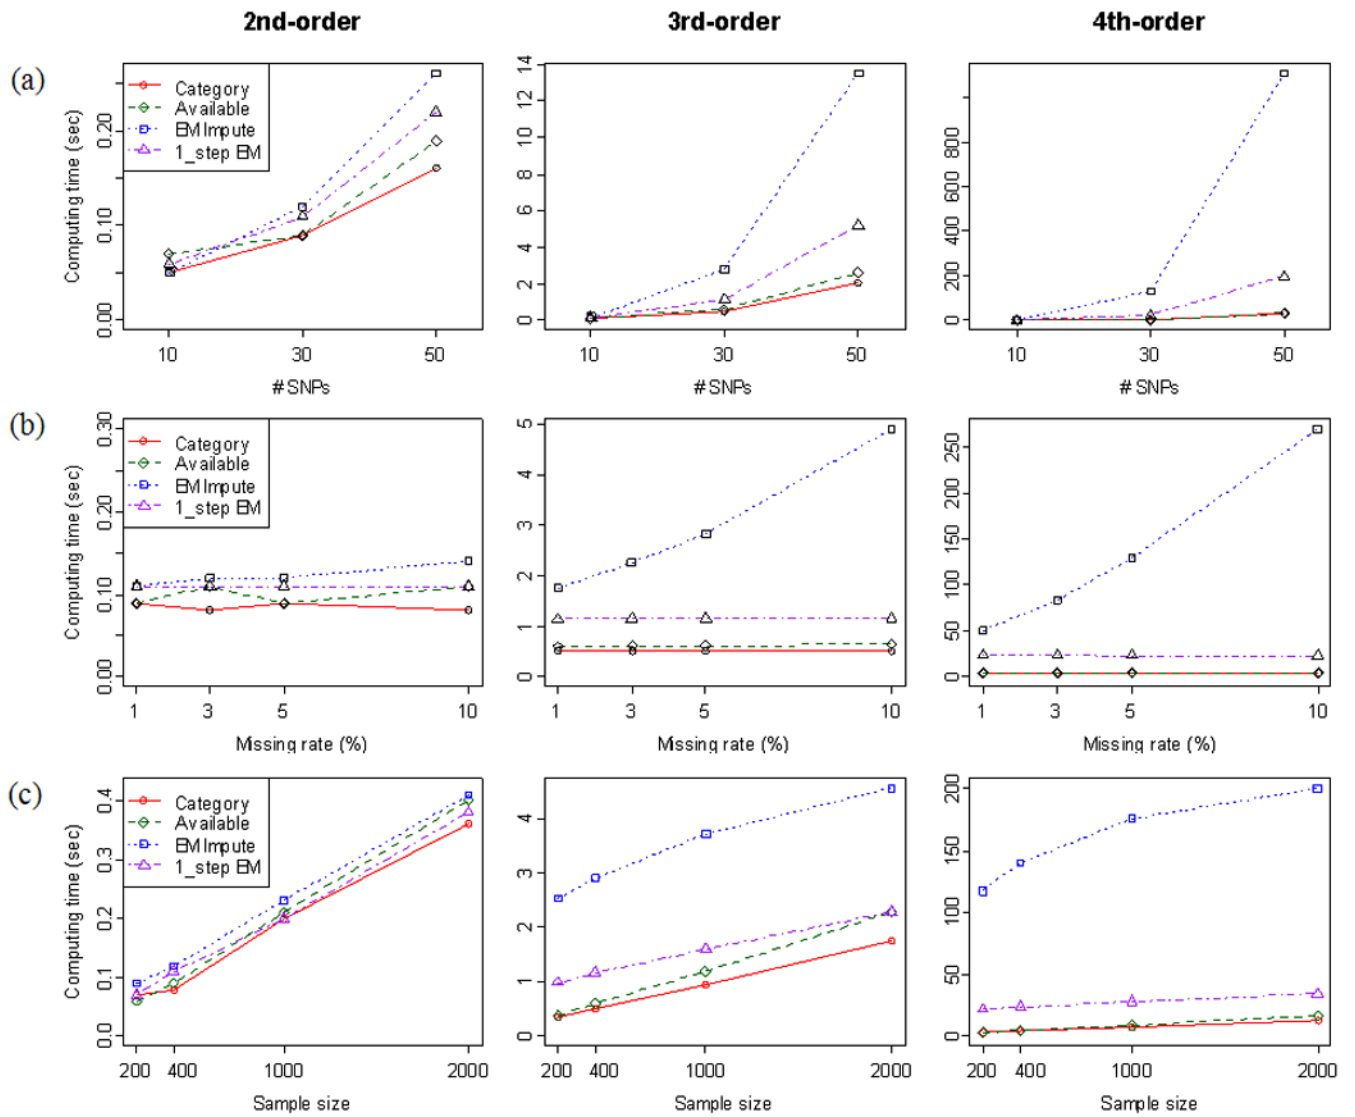 2nd-order 3rd-order 4th-order
(a)
Computing time (sec)
0.00 0.10 0.20
Category
Available
EM Impute
1_step EM
10 30 50
# SNPs
0 2 4 6 8 10 12 14
10 30 50
# SNPs
0 200 400 600 800
10 30 50
# SNPs
(b)
Computing time (sec)
0.00 0.10 0.20 0.30
Category
Available
EM Impute
1_step EM
1 3 5 10
Missing rate (%)
0 1 2 3 4 5
1 3 5 10
Missing rate (%)
0 50 100 150 200 250
1 3 5 10
Missing rate (%)
(c)
Computing time (sec)
0.0 0.1 0.2 0.3 0.4
Category
Available
EM Impute
1_step EM
200 400 1000 2000
Sample size
0 1 2 3 4
200 400 1000 2000
Sample size
0 50 100 150 200
200 400 1000 2000
Sample size